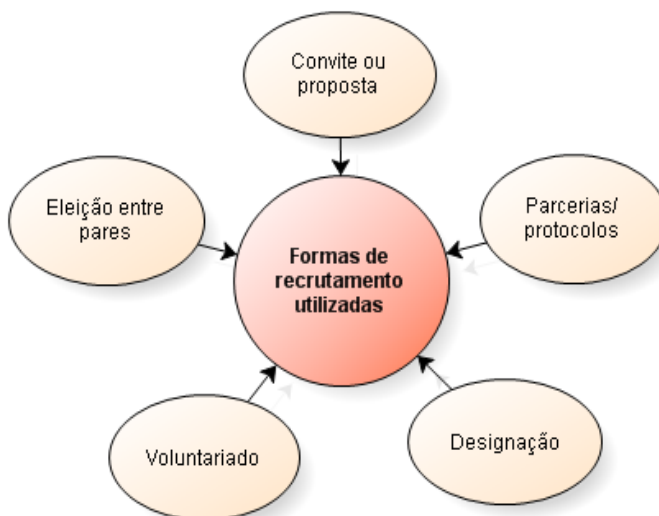 Convite ou
proposta
Eleição entre
pares
Parcerias/
protocolos
Formas de
recrutamento
utilizadas
Voluntariado
Designação